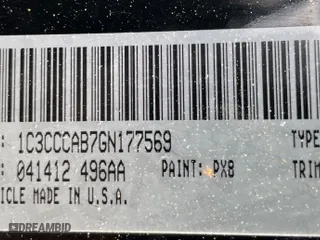 : 1C3CCCAB7GN177569 TYPE
: 041412 496AA PAINT: PX8 TRIM
ICLE MADE IN U.S.A.
DREAMBID